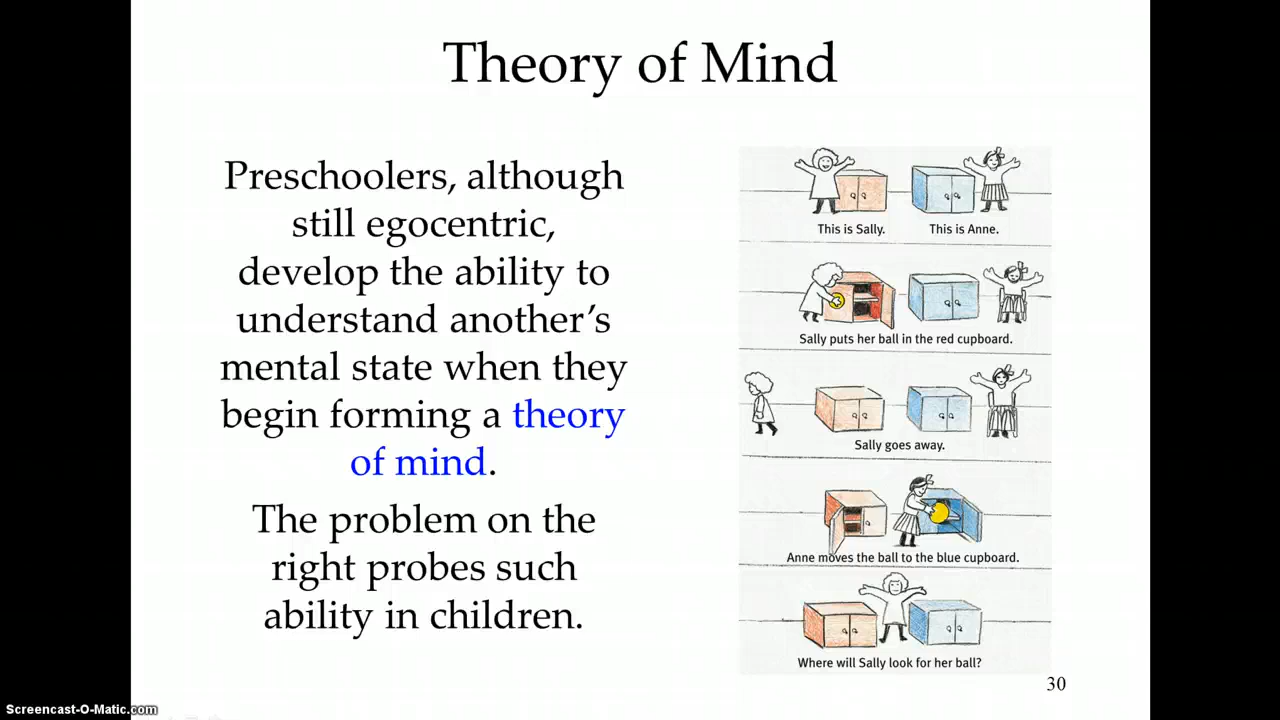 Theory of Mind
Preschoolers, although
still egocentric,
develop the ability to
understand another’s
mental state when they
begin forming a theory
of mind.
The problem on the
right probes such
ability in children.
This is Sally. This is Anne.
Sally puts her ball in the red cupboard.
Sally goes away.
Anne moves the ball to the blue cupboard.
Where will Sally look for her ball?
30
Screencast-O-Matic.com